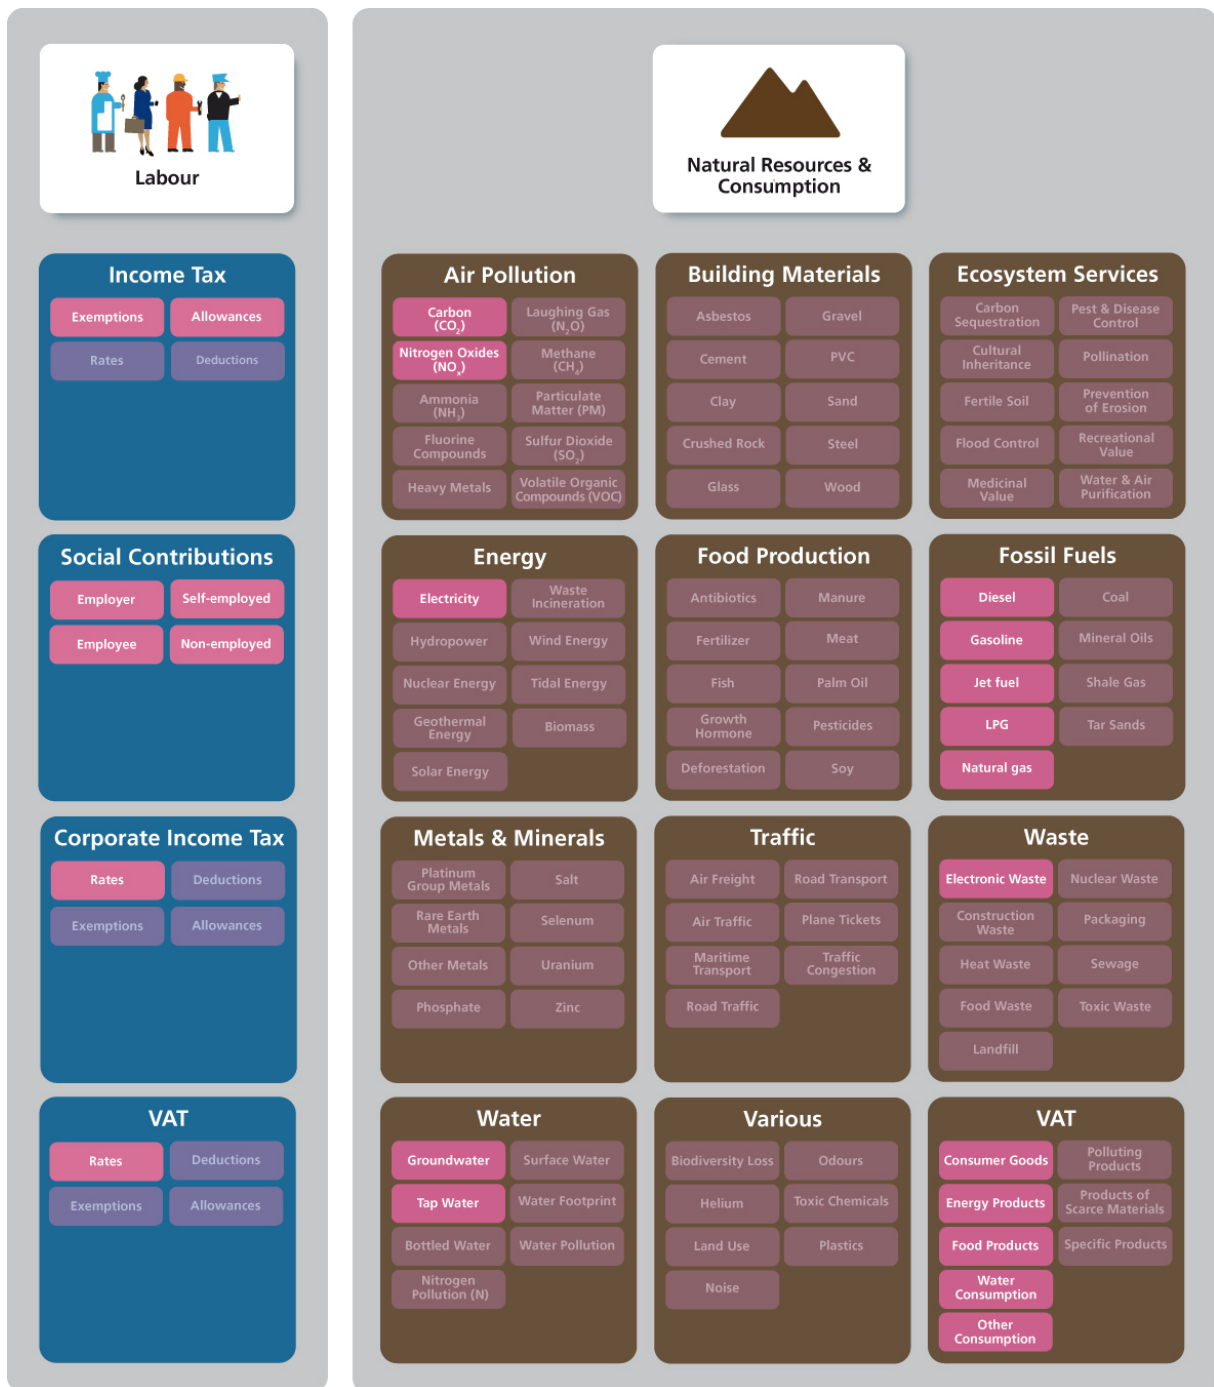 Labour
Natural Resources &
Consumption
Income Tax
Exemptions
Allowances
Rates
Deductions
Social Contributions
Employer
Self-employed
Employee
Non-employed
Corporate Income Tax
Rates
Deductions
Exemptions
Allowances
VAT
Rates
Deductions
Exemptions
Allowances
Air Pollution
Carbon
(CO₂)
Laughing Gas
(N₂O)
Nitrogen Oxides
(NOₓ)
Methane
(CH₄)
Ammonia
(NH₃)
Particulate
Matter (PM)
Fluorine
Compounds
Sulfur Dioxide
(SO₂)
Heavy Metals
Volatile Organic
Compounds (VOC)
Building Materials
Asbestos
Gravel
Cement
PVC
Clay
Sand
Crushed Rock
Steel
Glass
Wood
Ecosystem Services
Carbon
Sequestration
Pest & Disease
Control
Cultural
Inheritance
Pollination
Fertile Soil
Prevention
of Erosion
Flood Control
Recreational
Value
Medicinal
Value
Water & Air
Purification
Energy
Electricity
Waste
Incineration
Hydropower
Wind Energy
Nuclear Energy
Tidal Energy
Geothermal
Energy
Biomass
Solar Energy
Food Production
Antibiotics
Manure
Fertilizer
Meat
Fish
Palm Oil
Growth
Hormone
Pesticides
Deforestation
Soy
Fossil Fuels
Diesel
Coal
Gasoline
Mineral Oils
Jet fuel
Shale Gas
LPG
Tar Sands
Natural gas
Metals & Minerals
Platinum
Group Metals
Salt
Rare Earth
Metals
Selenum
Other Metals
Uranium
Phosphate
Zinc
Traffic
Air Freight
Road Transport
Air Traffic
Plane Tickets
Maritime
Transport
Traffic
Congestion
Road Traffic
Waste
Electronic Waste
Nuclear Waste
Construction
Waste
Packaging
Heat Waste
Sewage
Food Waste
Toxic Waste
Landfill
Water
Groundwater
Surface Water
Tap Water
Water Footprint
Bottled Water
Water Pollution
Nitrogen
Pollution (N)
Various
Biodiversity Loss
Odours
Helium
Toxic Chemicals
Land Use
Plastics
Noise
VAT
Consumer Goods
Polluting
Products
Energy Products
Products of
Scarce Materials
Food Products
Specific Products
Water
Consumption
Other
Consumption